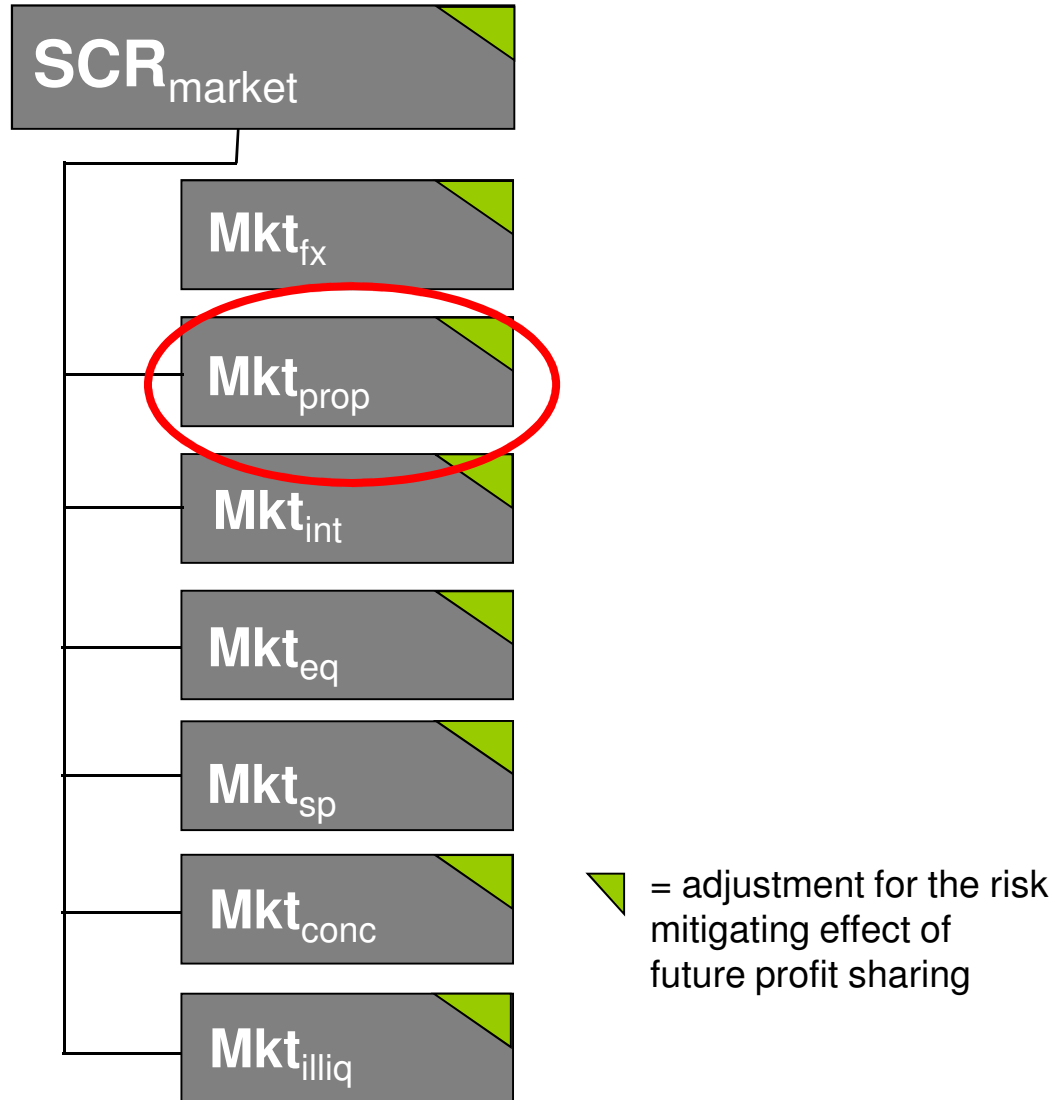 SCRmarket
Mktfx
Mktprop
Mktint
Mkteq
Mktsp
Mktconc
Mktilliq
= adjustment for the risk
mitigating effect of
future profit sharing